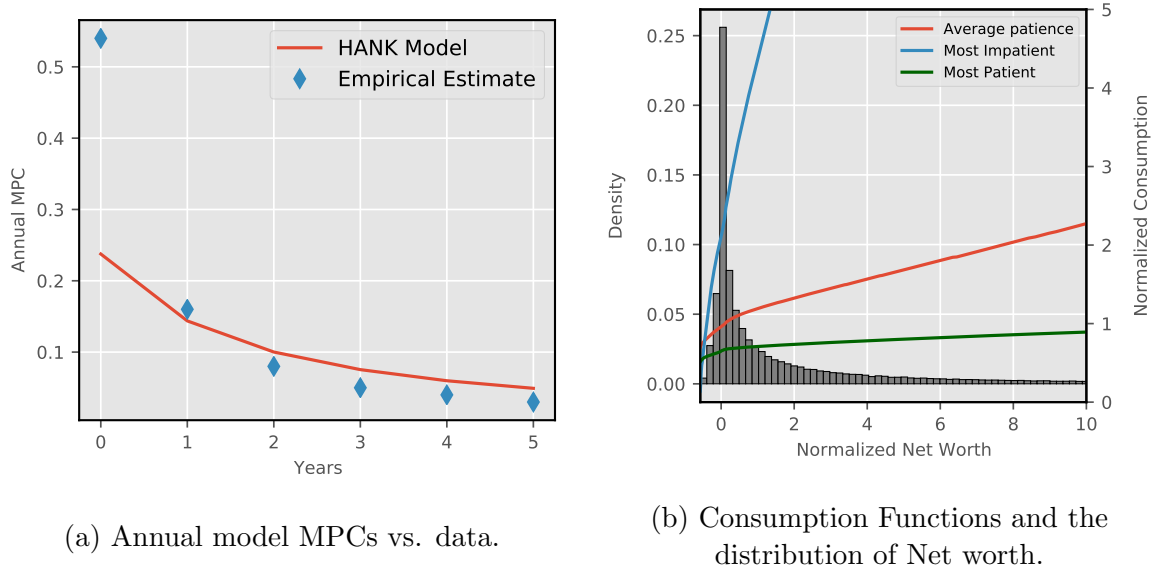 HANK Model
Empirical Estimate
0.5
0.4
0.3
0.2
0.1
Annual MPC
0 1 2 3 4 5
Years
(a) Annual model MPCs vs. data.
Average patience
Most Impatient
Most Patient
0.25
0.20
0.15
0.10
0.05
0.00
Density
5
4
3
2
1
0
Normalized Consumption
0 2 4 6 8 10
Normalized Net Worth
(b) Consumption Functions and the
distribution of Net worth.